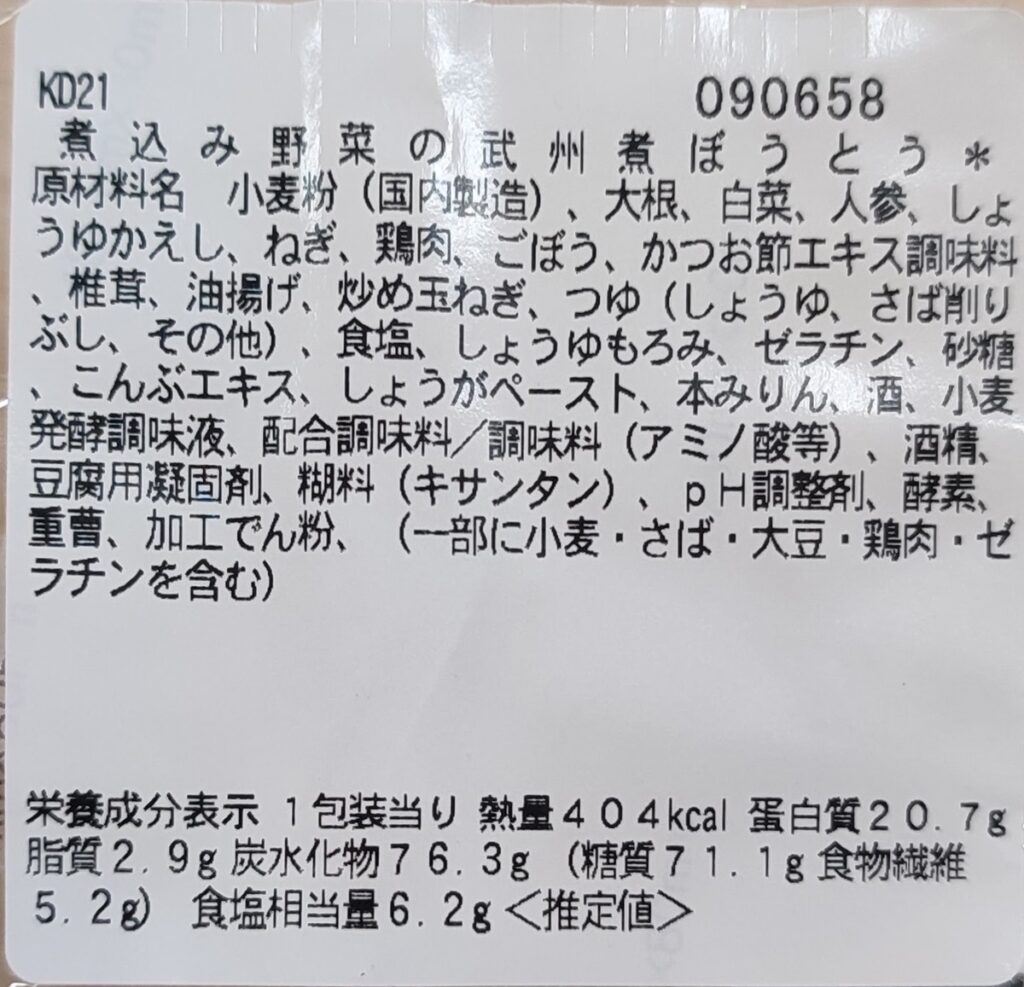 KD21 090658
煮込み野菜の武州煮ぼうとう*
原材料名 小麦粉（国内製造）、大根、白菜、人参、しょ
うゆかえし、ねぎ、鶏肉、ごぼう、かつお節エキス調味料
、椎茸、油揚げ、炒め玉ねぎ、つゆ（しょうゆ、さば削り
ぶし、その他）、食塩、しょうゆもろみ、ゼラチン、砂糖
、こんぶエキス、しょうがペースト、本みりん、酒、小麦
発酵調味液、配合調味料／調味料（アミノ酸等）、酒精、
豆腐用凝固剤、糊料（キサンタン）、ｐＨ調整剤、酵素、
重曹、加工でん粉、（一部に小麦・さば・大豆・鶏肉・ゼ
ラチンを含む）
栄養成分表示 １包装当り 熱量４０４kcal 蛋白質２０.７g
脂質２.９g 炭水化物７６.３g （糖質７１.１g 食物繊維
５.２g） 食塩相当量６.２g＜推定値＞